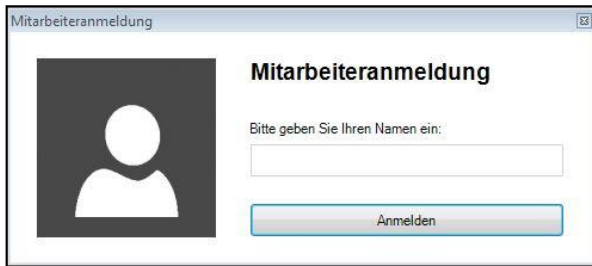 Mitarbeiteranmeldung
Mitarbeiteranmeldung
Bitte geben Sie Ihren Namen ein:
Anmelden